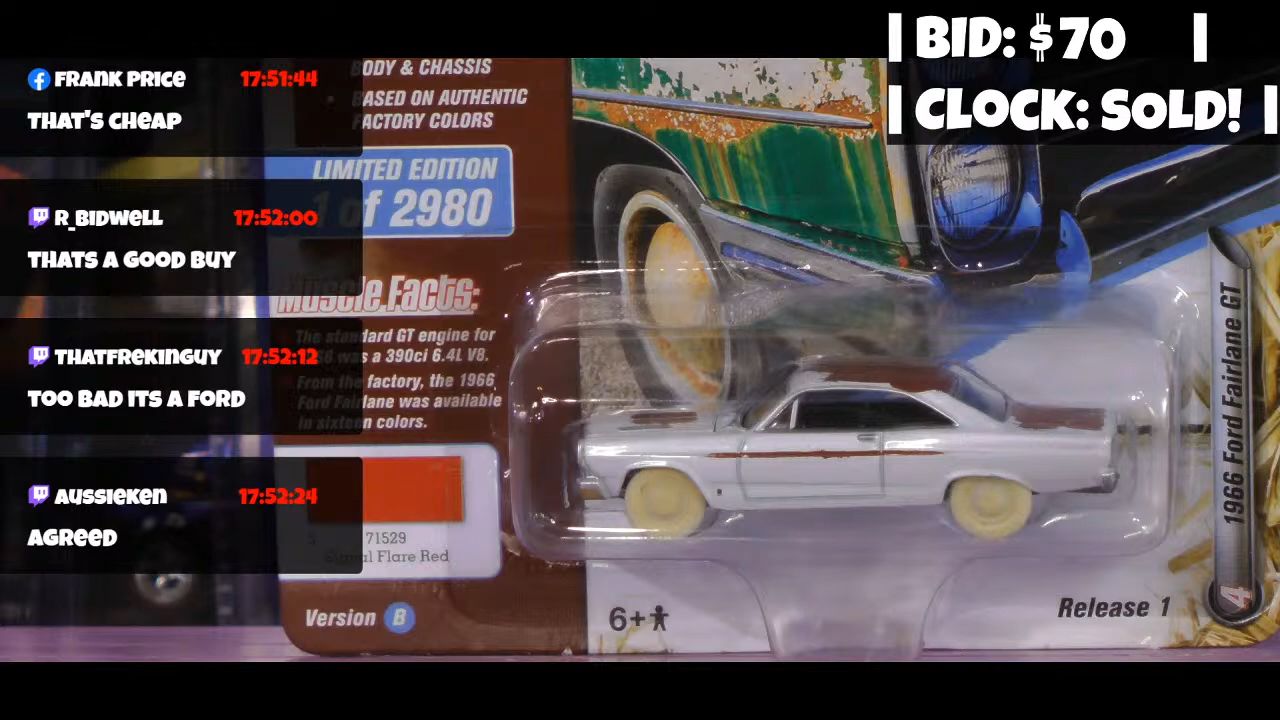 | BID: $70 |
| CLOCK: SOLD! |
FRANK PRICE 17:51:44
THAT'S CHEAP
R_BIDWELL 17:52:00
THATS A GOOD BUY
THATFREKINGUY 17:52:12
TOO BAD ITS A FORD
AUSSIEKEN 17:52:24
AGREED
BODY & CHASSIS
BASED ON AUTHENTIC
FACTORY COLORS
LIMITED EDITION
1 of 2980
Muscle Facts:
The standard GT engine for
was a 390ci 6.4L V8.
From the factory, the 1966
Ford Fairlane was available
in sixteen colors.
71529
Flare Red
Version B
6+
Release 1
1966 Ford Fairlane GT
4